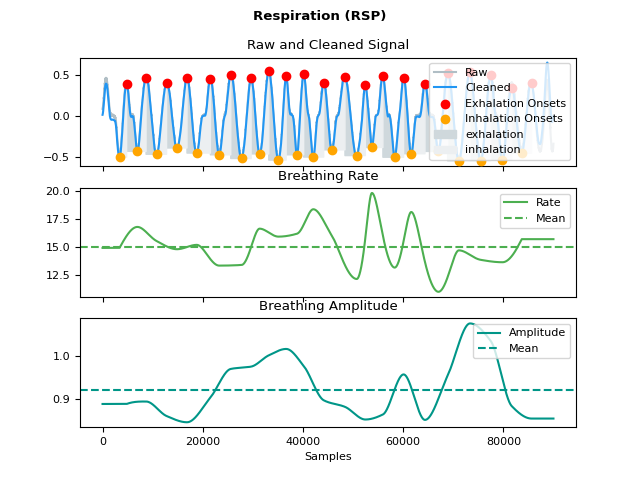 Respiration (RSP)
Raw and Cleaned Signal
0.5
0.0
−0.5
Raw
Cleaned
Exhalation Onsets
Inhalation Onsets
exhalation
inhalation
Breathing Rate
20.0
17.5
15.0
12.5
Rate
Mean
Breathing Amplitude
1.0
0.9
Amplitude
Mean
0 20000 40000 60000 80000
Samples